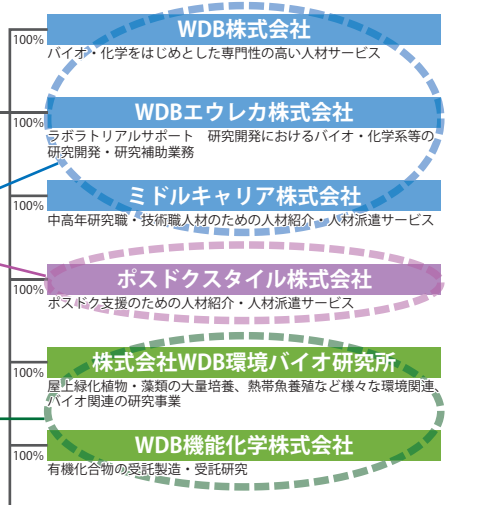 WDB株式会社
100%
バイオ・化学をはじめとした専門性の高い人材サービス
WDBエウレカ株式会社
100%
ラボラトリアルサポート　研究開発におけるバイオ・化学系等の
研究開発・研究補助業務
ミドルキャリア株式会社
100%
中高年研究職・技術職人材のための人材紹介・人材派遣サービス
ポスドクスタイル株式会社
100%
ポスドク支援のための人材紹介・人材派遣サービス
株式会社WDB環境バイオ研究所
100%
屋上緑化植物・藻類の大量培養、熱帯魚養殖など様々な環境関連、
バイオ関連の研究事業
WDB機能化学株式会社
100%
有機化合物の受託製造・受託研究